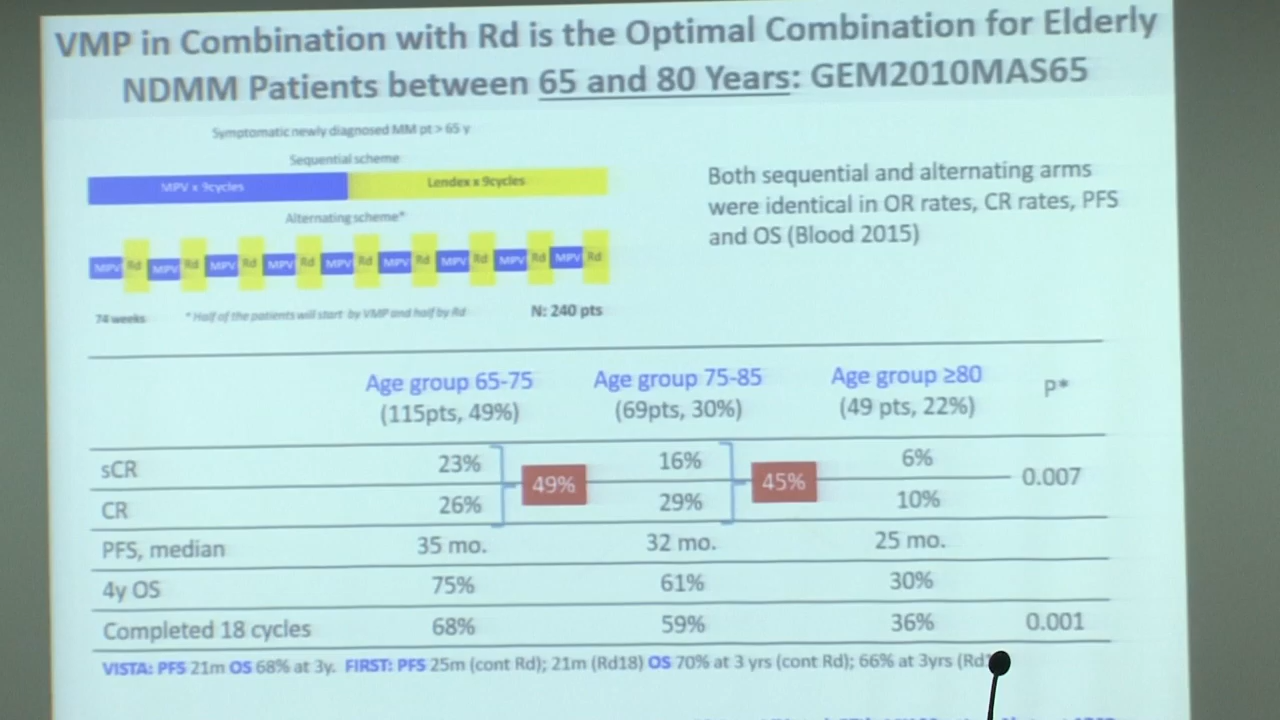 VMP in Combination with Rd is the Optimal Combination for Elderly
NDMM Patients between 65 and 80 Years: GEM2010MAS65
Symptomatic newly diagnosed MM pt > 65 y
Sequential scheme
MPV x 9cycles Lendex x 9cycles
Alternating scheme*
MPV Rd MPV Rd MPV Rd MPV Rd MPV Rd MPV Rd MPV Rd MPV Rd MPV Rd
74 weeks * Half of the patients will start by VMP and half by Rd N: 240 pts
Both sequential and alternating arms
were identical in OR rates, CR rates, PFS
and OS (Blood 2015)
Age group 65-75 Age group 75-85 Age group ≥80 P*
(115pts, 49%) (69pts, 30%) (49 pts, 22%)
sCR 23% 16% 6%
49% 45% 0.007
CR 26% 29% 10%
PFS, median 35 mo. 32 mo. 25 mo.
4y OS 75% 61% 30%
Completed 18 cycles 68% 59% 36% 0.001
VISTA: PFS 21m OS 68% at 3y. FIRST: PFS 25m (cont Rd); 21m (Rd18) OS 70% at 3 yrs (cont Rd); 66% at 3yrs